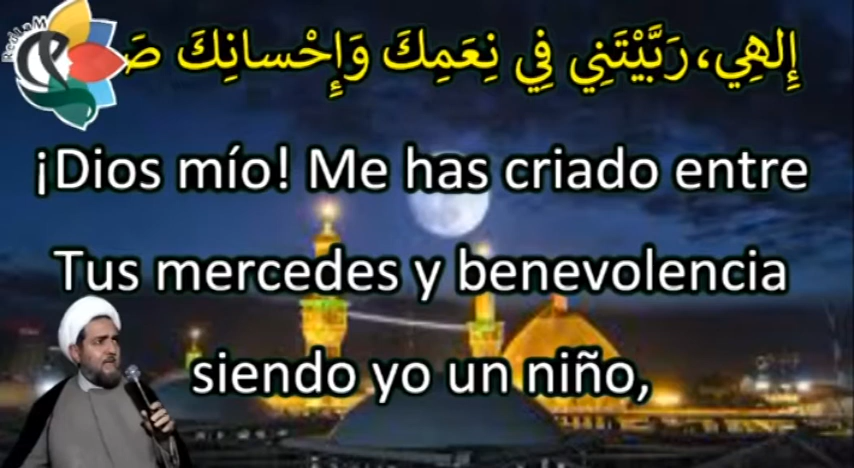 إِلهِي، رَبَّيْتَنِي فِي نِعَمِكَ وَإِحْسانِكَ
¡Dios mío! Me has criado entre
Tus mercedes y benevolencia
siendo yo un niño,